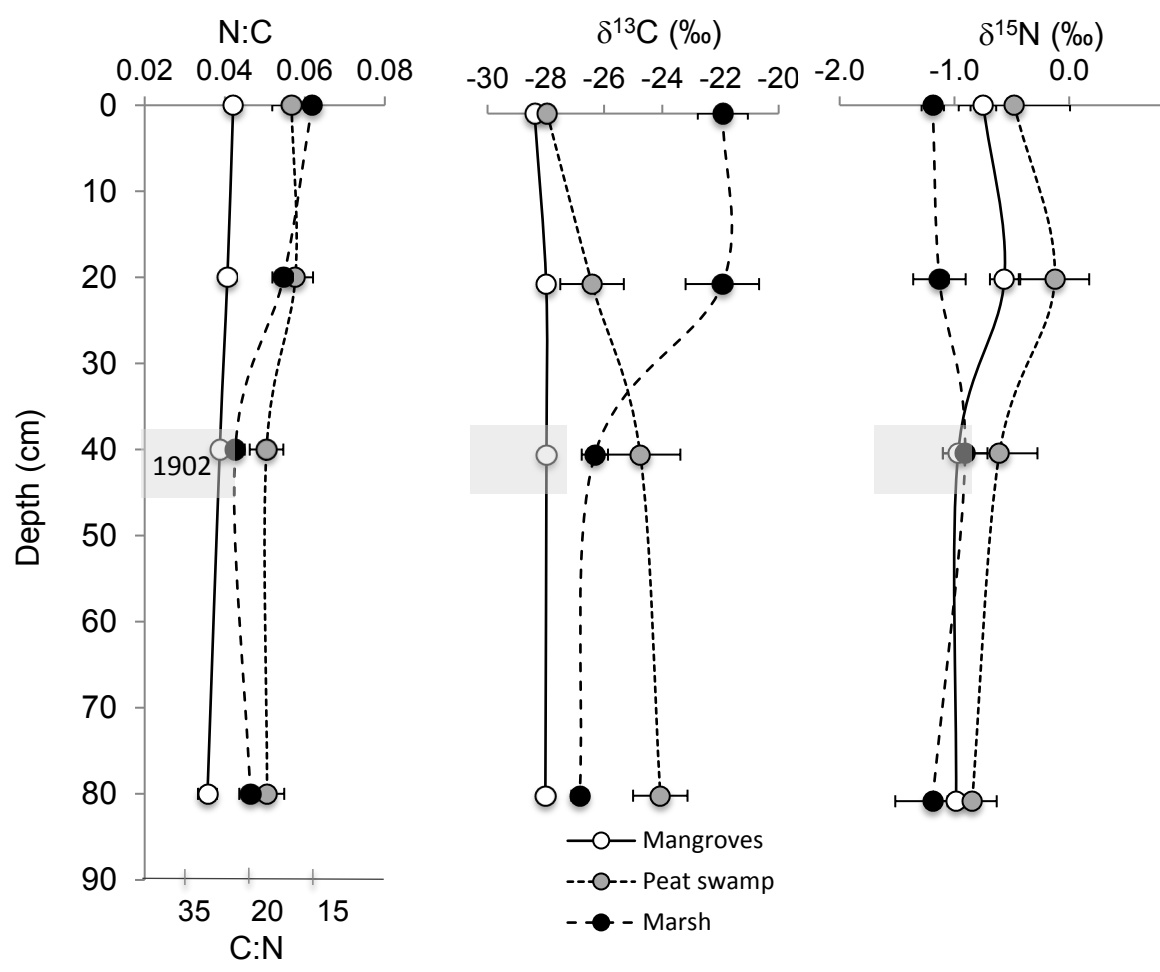 N:C
0.02 0.04 0.06 0.08
δ¹³C (‰)
-30 -28 -26 -24 -22 -20
δ¹⁵N (‰)
-2.0 -1.0 0.0
Depth (cm)
0
10
20
30
40
50
60
70
80
90
1902
35 20 15
C:N
Mangroves
Peat swamp
Marsh